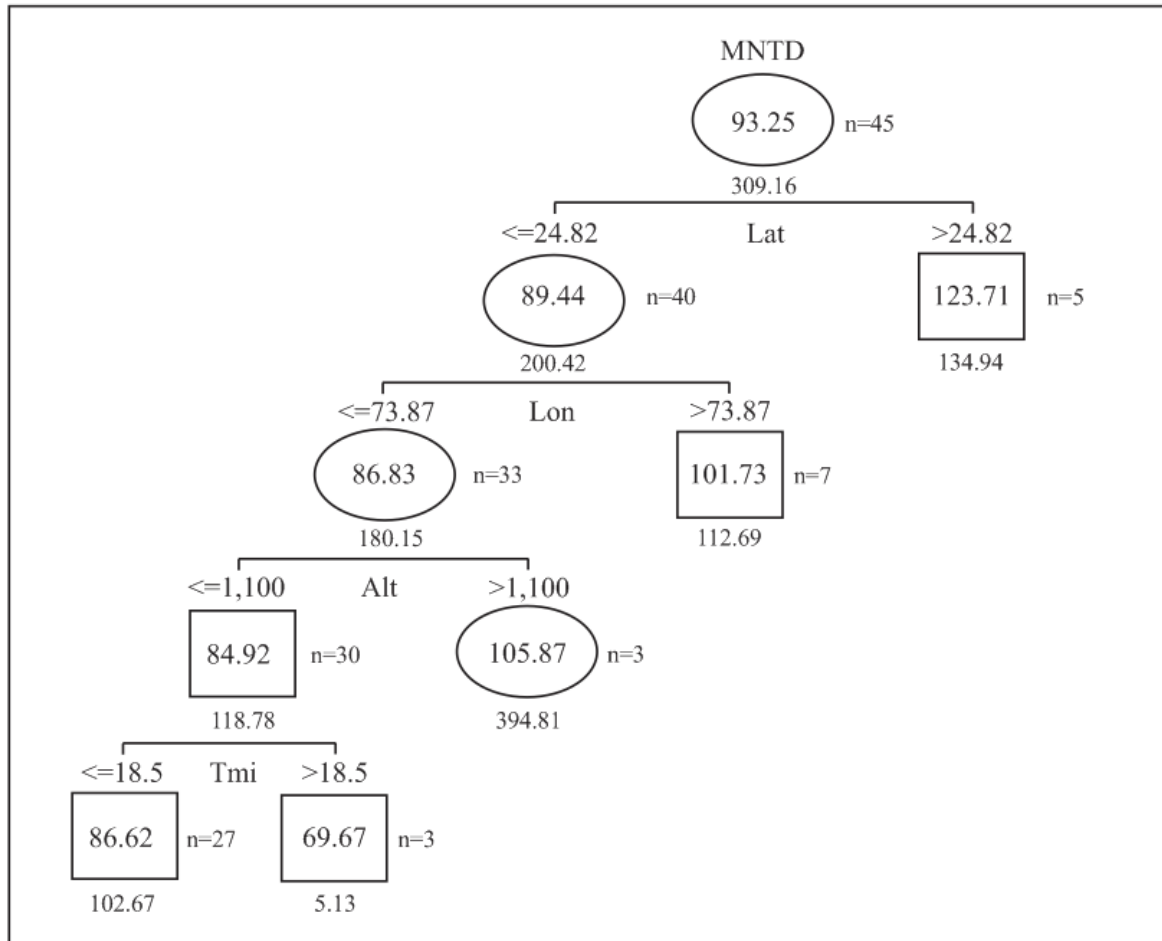 MNTD
93.25 n=45
309.16
<=24.82 Lat >24.82
89.44 n=40 123.71 n=5
200.42 134.94
<=73.87 Lon >73.87
86.83 n=33 101.73 n=7
180.15 112.69
<=1,100 Alt >1,100
84.92 n=30 105.87 n=3
118.78 394.81
<=18.5 Tmi >18.5
86.62 n=27 69.67 n=3
102.67 5.13